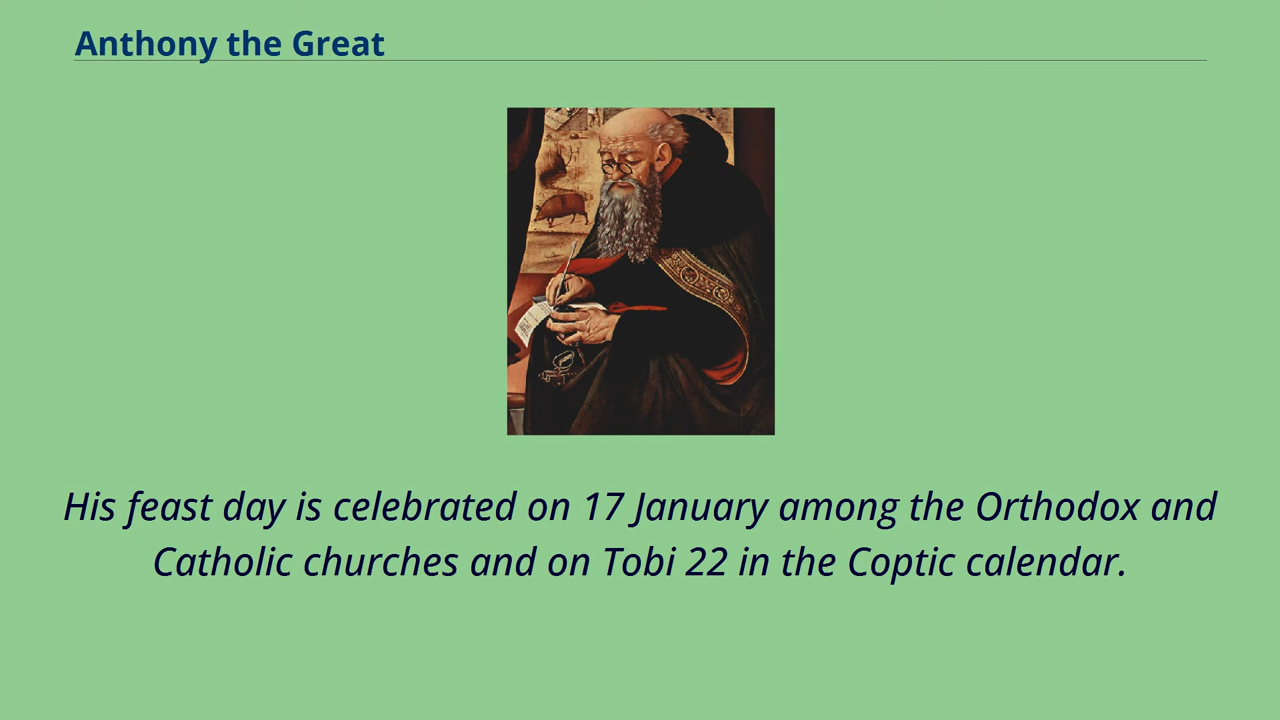 Anthony the Great
His feast day is celebrated on 17 January among the Orthodox and
Catholic churches and on Tobi 22 in the Coptic calendar.